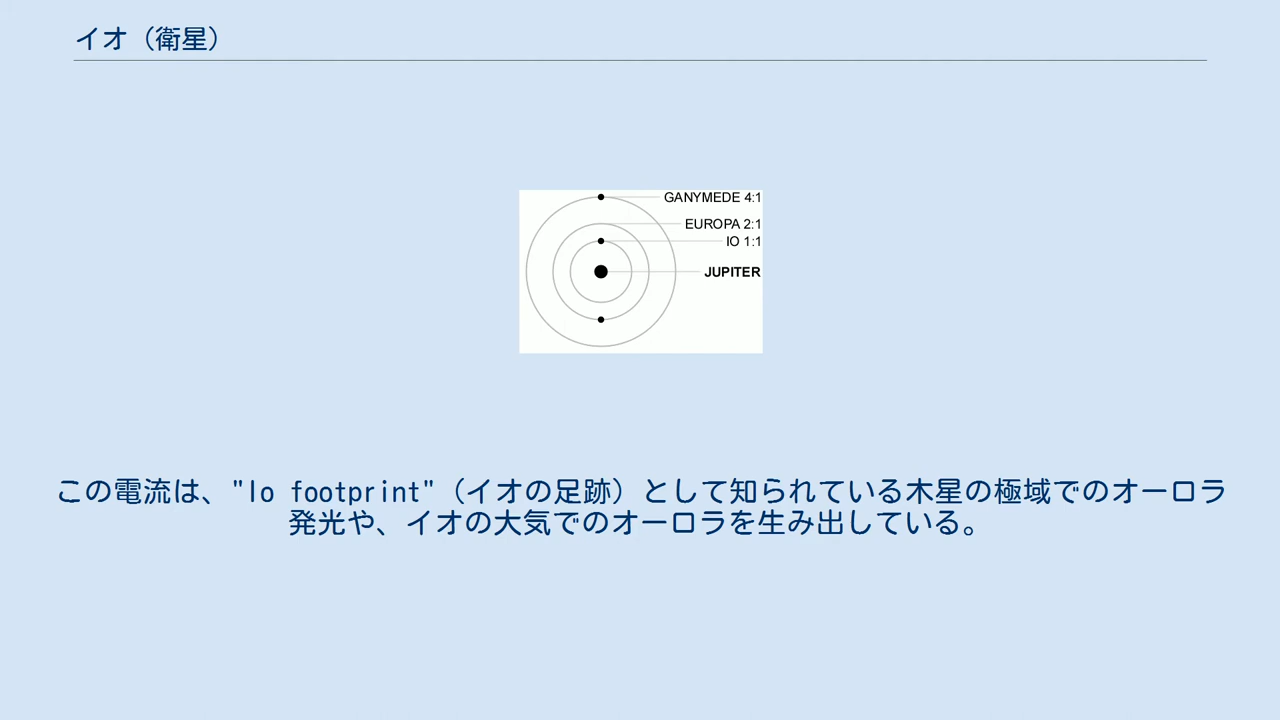 イオ（衛星）
GANYMEDE 4:1
EUROPA 2:1
IO 1:1
JUPITER
この電流は、"Io footprint"（イオの足跡）として知られている木星の極域でのオーロラ
発光や、イオの大気でのオーロラを生み出している。